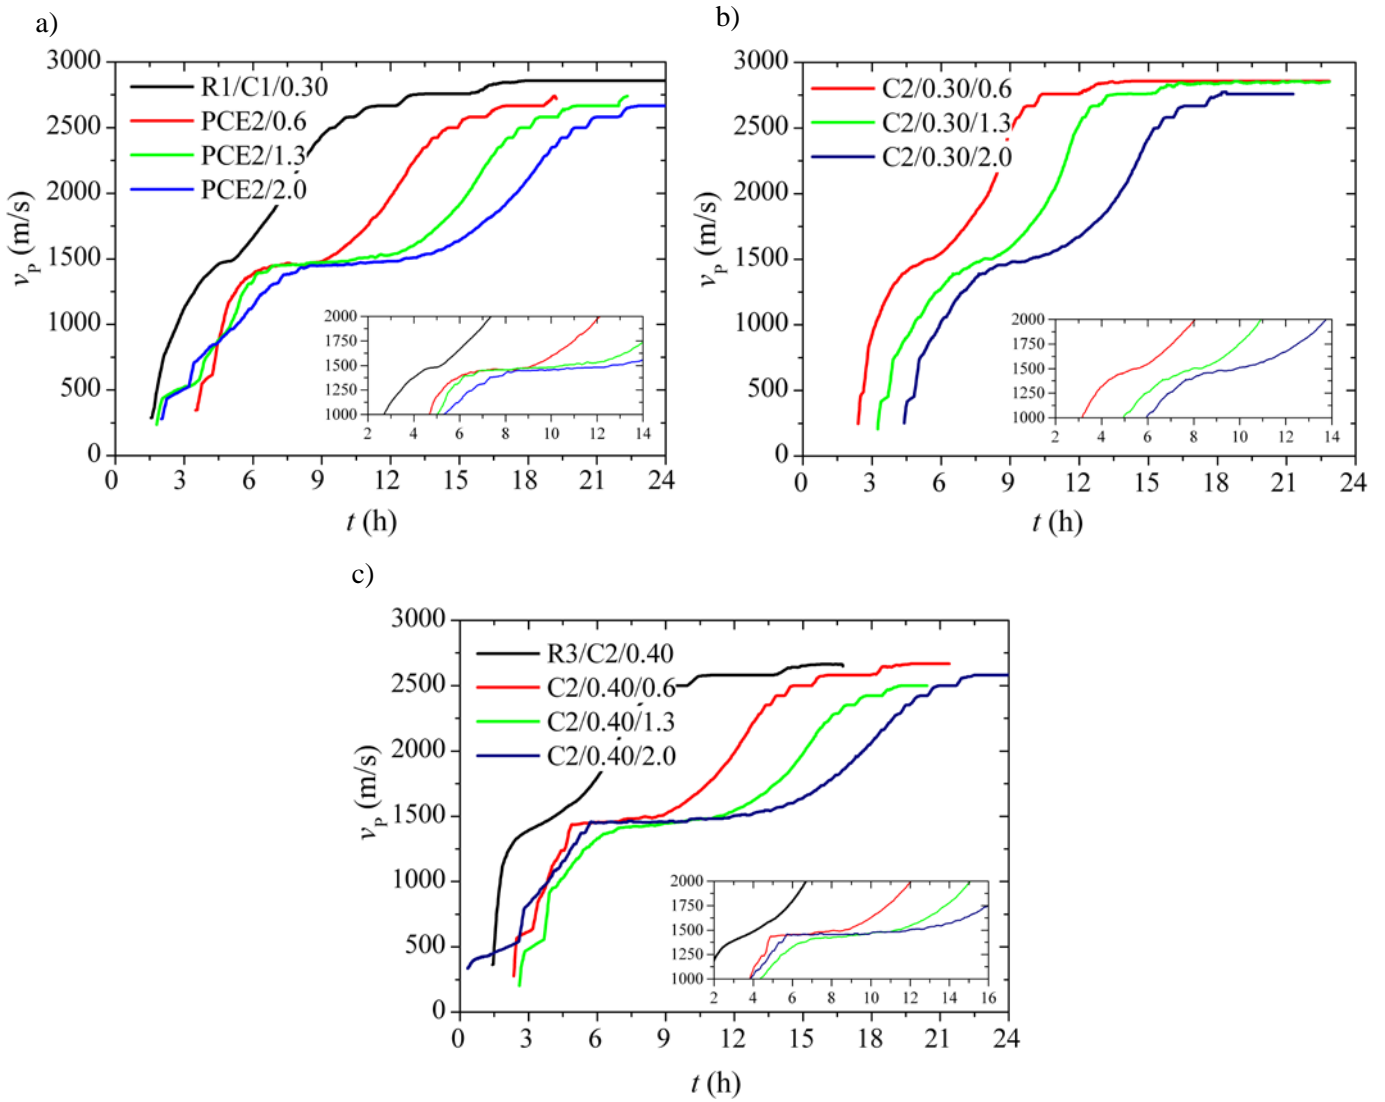 a)
3000
2500
2000
1500
1000
500
0
v_P (m/s)
R1/C1/0.30
PCE2/0.6
PCE2/1.3
PCE2/2.0
2000
1750
1500
1250
1000
2 4 6 8 10 12 14
0 3 6 9 12 15 18 21 24
t (h)
b)
3000
2500
2000
1500
1000
500
0
v_P (m/s)
C2/0.30/0.6
C2/0.30/1.3
C2/0.30/2.0
2000
1750
1500
1250
1000
2 4 6 8 10 12 14
0 3 6 9 12 15 18 21 24
t (h)
c)
3000
2500
2000
1500
1000
500
0
v_P (m/s)
R3/C2/0.40
C2/0.40/0.6
C2/0.40/1.3
C2/0.40/2.0
2000
1750
1500
1250
1000
2 4 6 8 10 12 14 16
0 3 6 9 12 15 18 21 24
t (h)